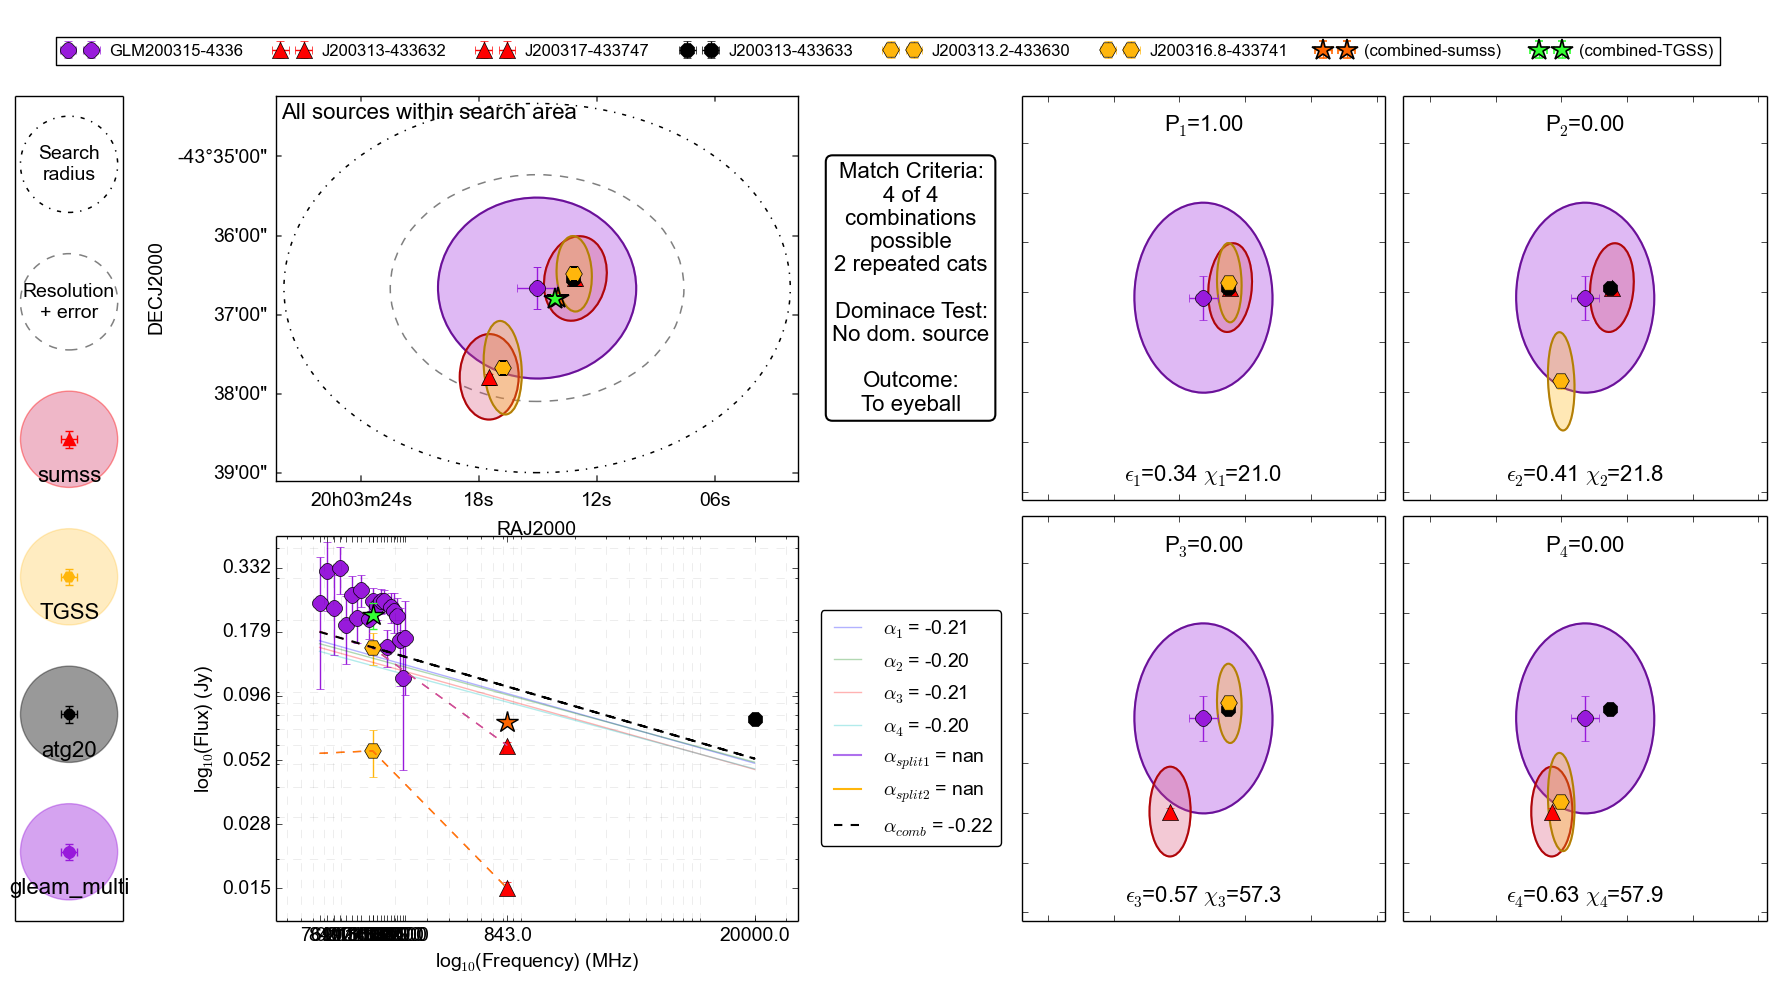 GLM200315-4336 J200313-433632 J200317-433747 J200313-433633 J200313.2-433630 J200316.8-433741 (combined-sumss) (combined-TGSS)
Search
radius
Resolution
+ error
sumss
TGSS
atg20
gleam_multi
All sources within search area
DECJ2000
-43°35'00"
36'00"
37'00"
38'00"
39'00"
20h03m24s 18s 12s 06s
RAJ2000
Match Criteria:
4 of 4
combinations
possible
2 repeated cats
Dominace Test:
No dom. source
Outcome:
To eyeball
log₁₀(Flux) (Jy)
0.332
0.179
0.096
0.052
0.028
0.015
843.0 20000.0
log₁₀(Frequency) (MHz)
α₁ = -0.21
α₂ = -0.20
α₃ = -0.21
α₄ = -0.20
αsplit1 = nan
αsplit2 = nan
αcomb = -0.22
P₁=1.00
ϵ₁=0.34 χ₁=21.0
P₂=0.00
ϵ₂=0.41 χ₂=21.8
P₃=0.00
ϵ₃=0.57 χ₃=57.3
P₄=0.00
ϵ₄=0.63 χ₄=57.9